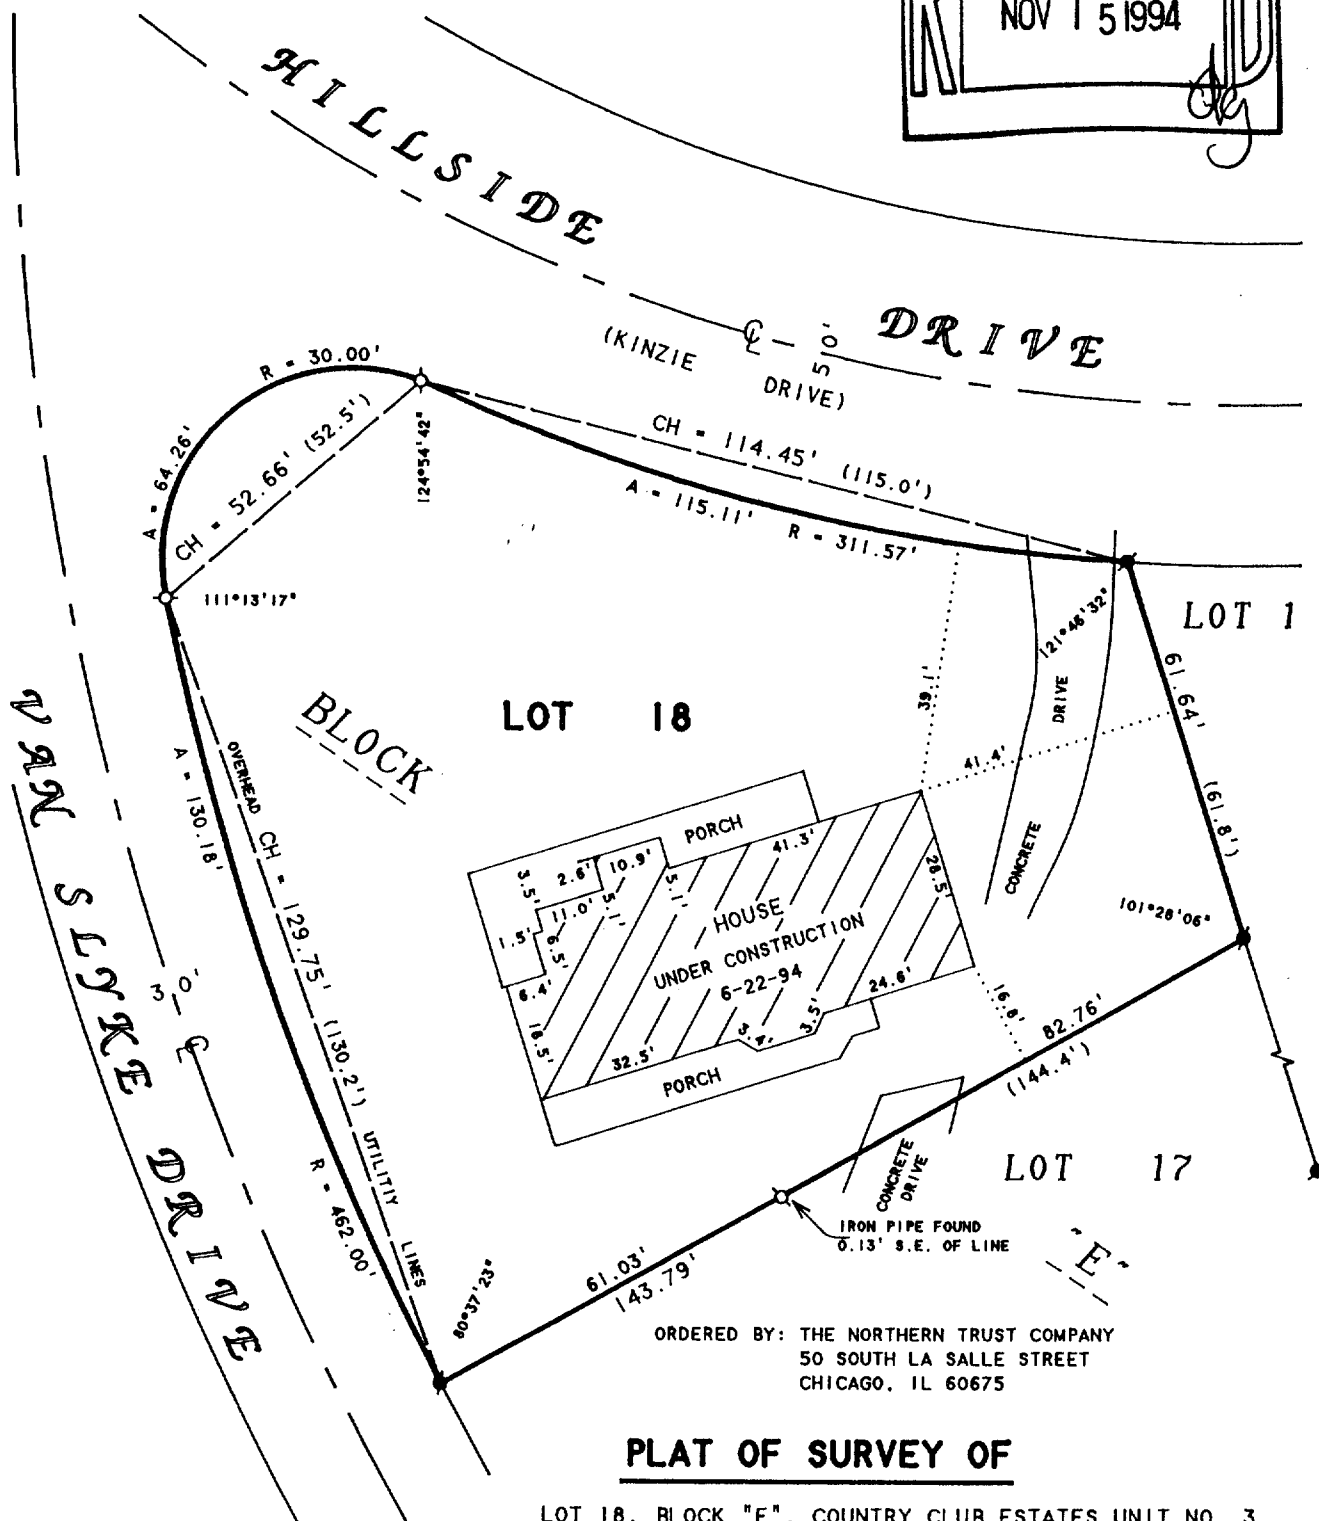 NOV 15 1994
HILLSIDE
DRIVE
(KINZIE
DRIVE)
50'
R = 30.00'
A = 64.26'
CH = 52.66' (52.5')
124°54'42"
111°13'17"
CH = 114.45' (115.0')
A = 115.11' R = 311.57'
121°46'32"
LOT 1
61.64'
(61.8')
39.1'
41.4'
DRIVE
CONCRETE
101°28'06"
BLOCK
LOT 18
VAN SLYKE DRIVE
30'
A = 130.18'
R = 462.00'
OVERHEAD
CH = 129.75' (130.2')
UTILITIY LINES
PORCH
41.3'
10.9'
2.6'
3.5'
5.1'
5.1'
11.0'
1.5'
6.5'
6.4'
18.5'
28.5'
HOUSE
UNDER CONSTRUCTION
6-22-94
24.6'
3.5'
3.4'
32.5'
PORCH
16.8'
82.76'
(144.4')
LOT 17
CONCRETE
DRIVE
IRON PIPE FOUND
0.13' S.E. OF LINE
"E"
61.03'
143.79'
80°37'23"
ORDERED BY: THE NORTHERN TRUST COMPANY
50 SOUTH LA SALLE STREET
CHICAGO, IL 60675
PLAT OF SURVEY OF
LOT 18, BLOCK "E", COUNTRY CLUB ESTATES UNIT NO. 3